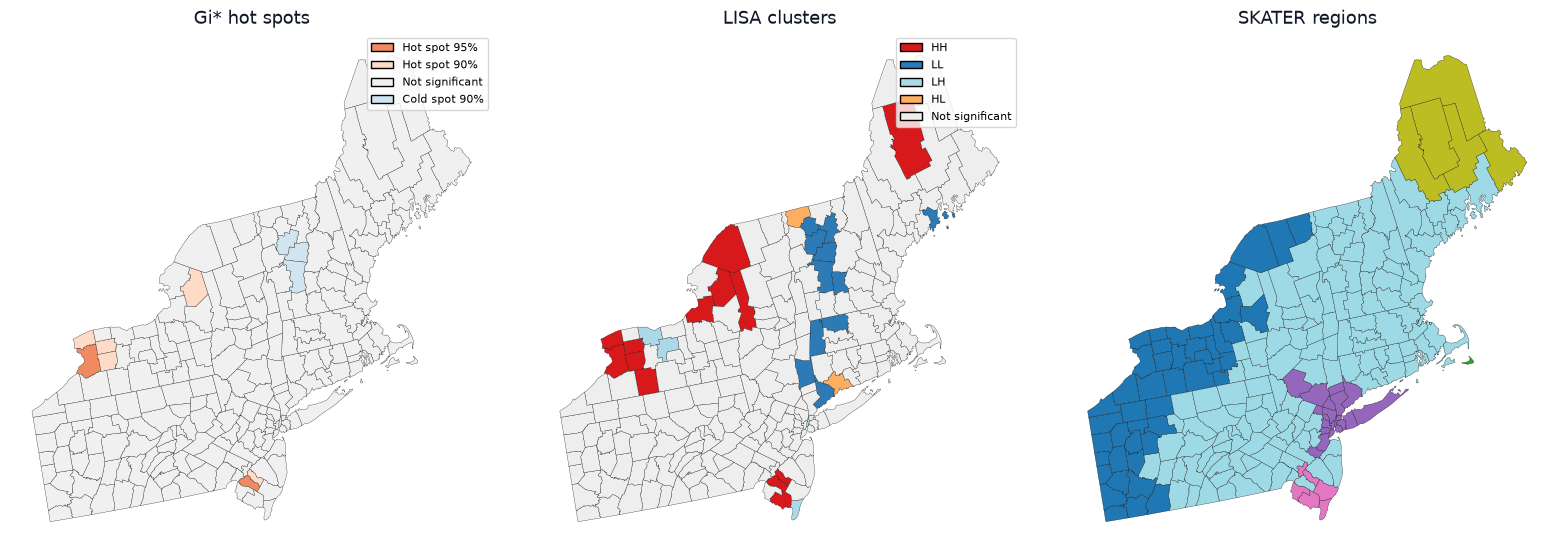 Gi* hot spots
Hot spot 95%
Hot spot 90%
Not significant
Cold spot 90%
LISA clusters
HH
LL
LH
HL
Not significant
SKATER regions